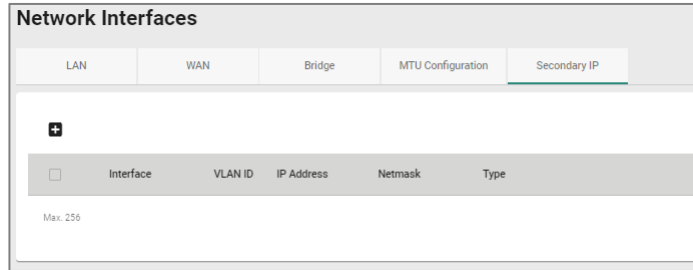 Network Interfaces
LAN WAN Bridge MTU Configuration Secondary IP
Interface VLAN ID IP Address Netmask Type
Max. 256